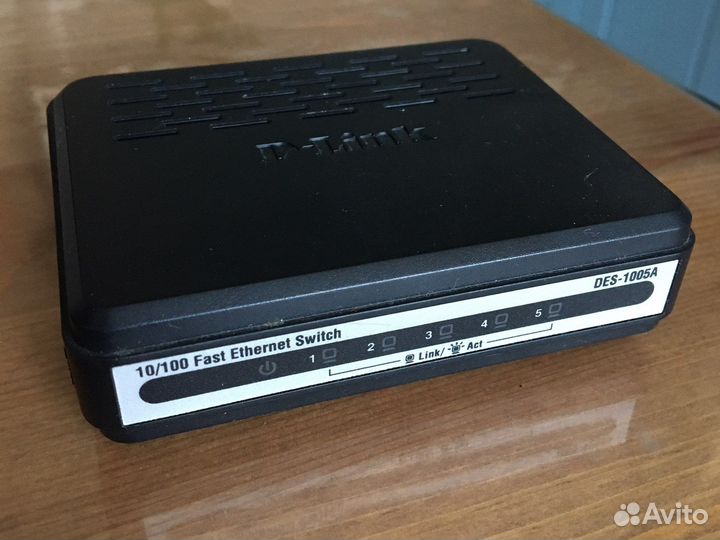 D-Link
DES-1005A
10/100 Fast Ethernet Switch
1 2 3 4 5
Link/ Act
Avito